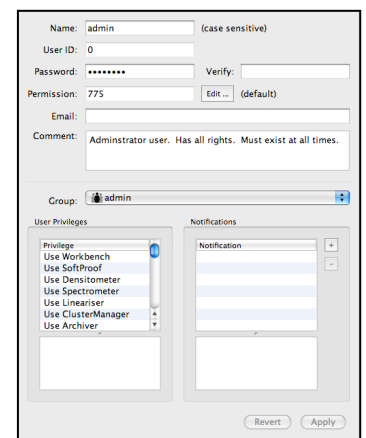 Name: admin (case sensitive)
User ID: 0
Password: •••••••• Verify:
Permission: 775 Edit ... (default)
Email:
Comment: Adminstrator user. Has all rights. Must exist at all times.
Group: admin
User Privileges Notifications
Privilege Notification +
Use Workbench −
Use SoftProof
Use Densitometer
Use Spectrometer
Use Lineariser
Use ClusterManager
Use Archiver
Revert Apply